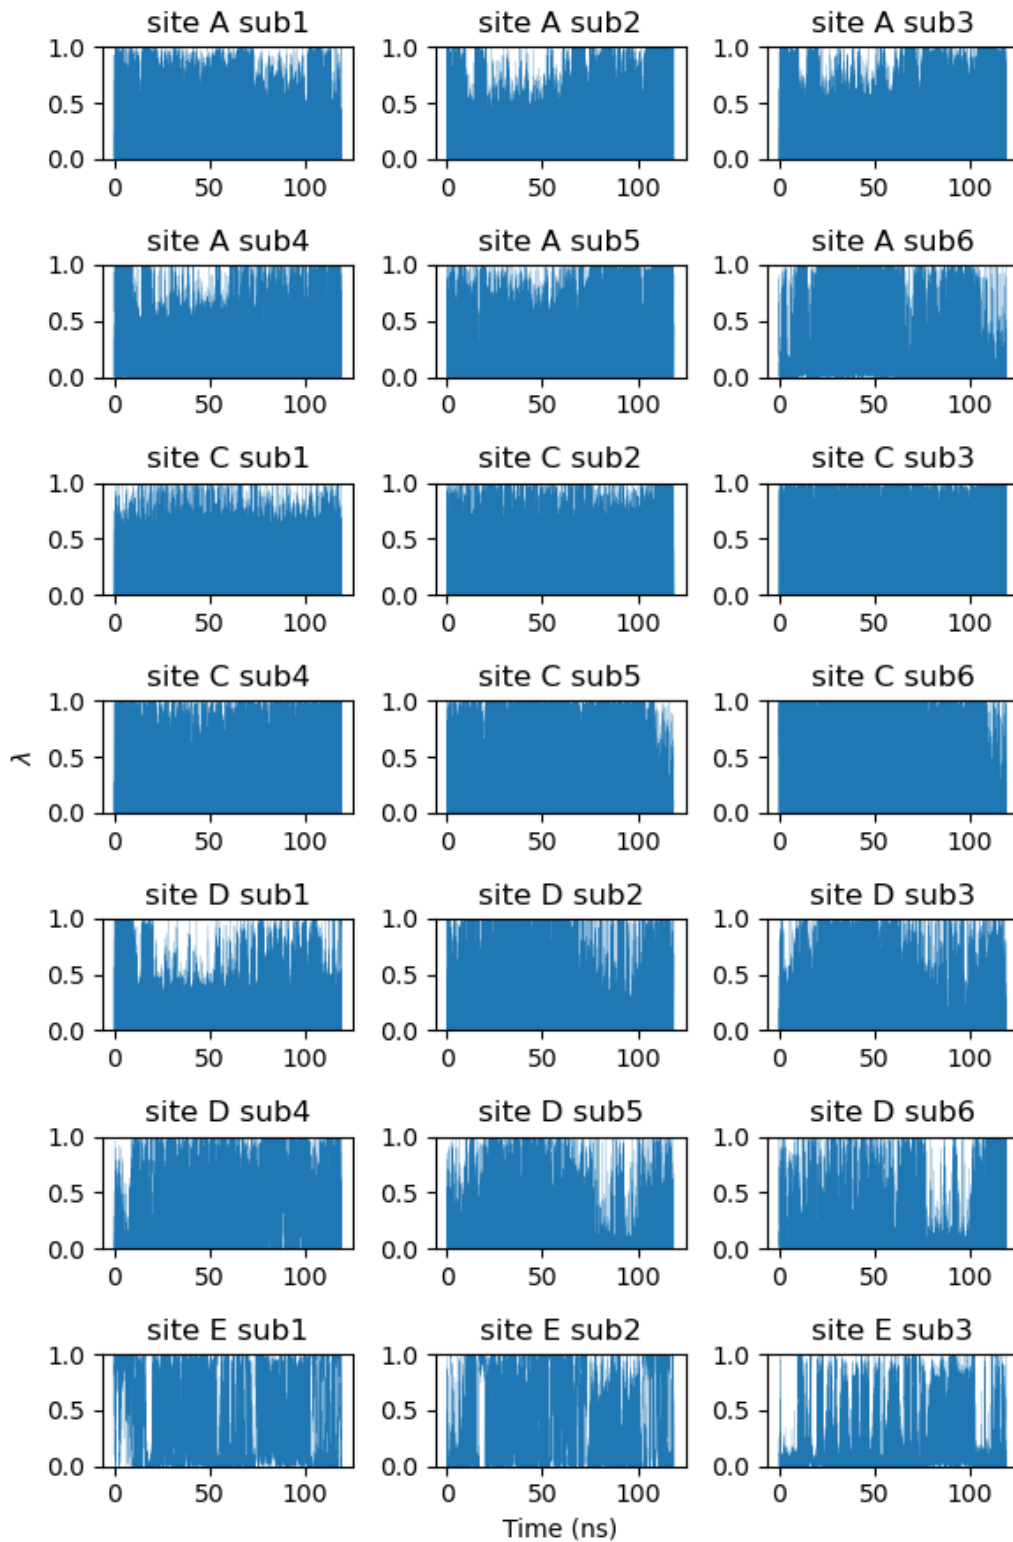 site A sub1 site A sub2 site A sub3
1.0 1.0 1.0
0.5 0.5 0.5
0.0 0.0 0.0
0 50 100 0 50 100 0 50 100
site A sub4 site A sub5 site A sub6
1.0 1.0 1.0
0.5 0.5 0.5
0.0 0.0 0.0
0 50 100 0 50 100 0 50 100
site C sub1 site C sub2 site C sub3
1.0 1.0 1.0
0.5 0.5 0.5
0.0 0.0 0.0
0 50 100 0 50 100 0 50 100
site C sub4 site C sub5 site C sub6
1.0 1.0 1.0
λ
0.5 0.5 0.5
0.0 0.0 0.0
0 50 100 0 50 100 0 50 100
site D sub1 site D sub2 site D sub3
1.0 1.0 1.0
0.5 0.5 0.5
0.0 0.0 0.0
0 50 100 0 50 100 0 50 100
site D sub4 site D sub5 site D sub6
1.0 1.0 1.0
0.5 0.5 0.5
0.0 0.0 0.0
0 50 100 0 50 100 0 50 100
site E sub1 site E sub2 site E sub3
1.0 1.0 1.0
0.5 0.5 0.5
0.0 0.0 0.0
0 50 100 0 50 100 0 50 100
Time (ns)